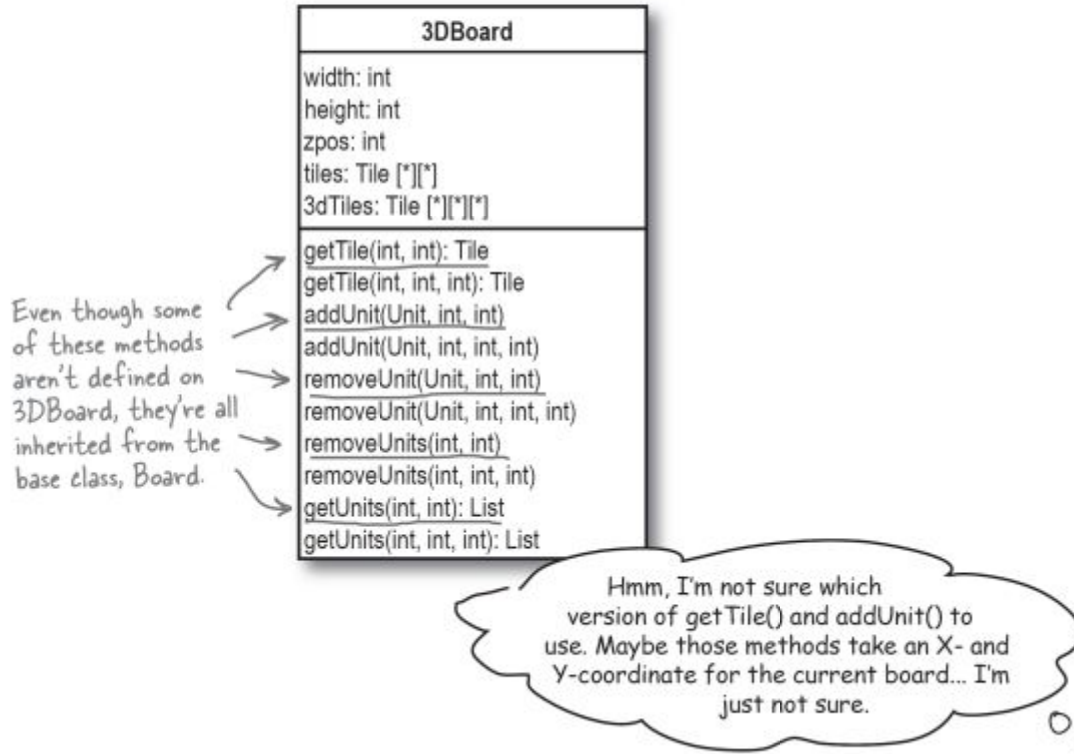 3DBoard
width: int
height: int
zpos: int
tiles: Tile [*][*]
3dTiles: Tile [*][*][*]
getTile(int, int): Tile
getTile(int, int, int): Tile
addUnit(Unit, int, int)
addUnit(Unit, int, int, int)
removeUnit(Unit, int, int)
removeUnit(Unit, int, int, int)
removeUnits(int, int)
removeUnits(int, int, int)
getUnits(int, int): List
getUnits(int, int, int): List
Even though some
of these methods
aren't defined on
3DBoard, they're all
inherited from the
base class, Board.
Hmm, I'm not sure which
version of getTile() and addUnit() to
use. Maybe those methods take an X- and
Y-coordinate for the current board... I'm
just not sure.